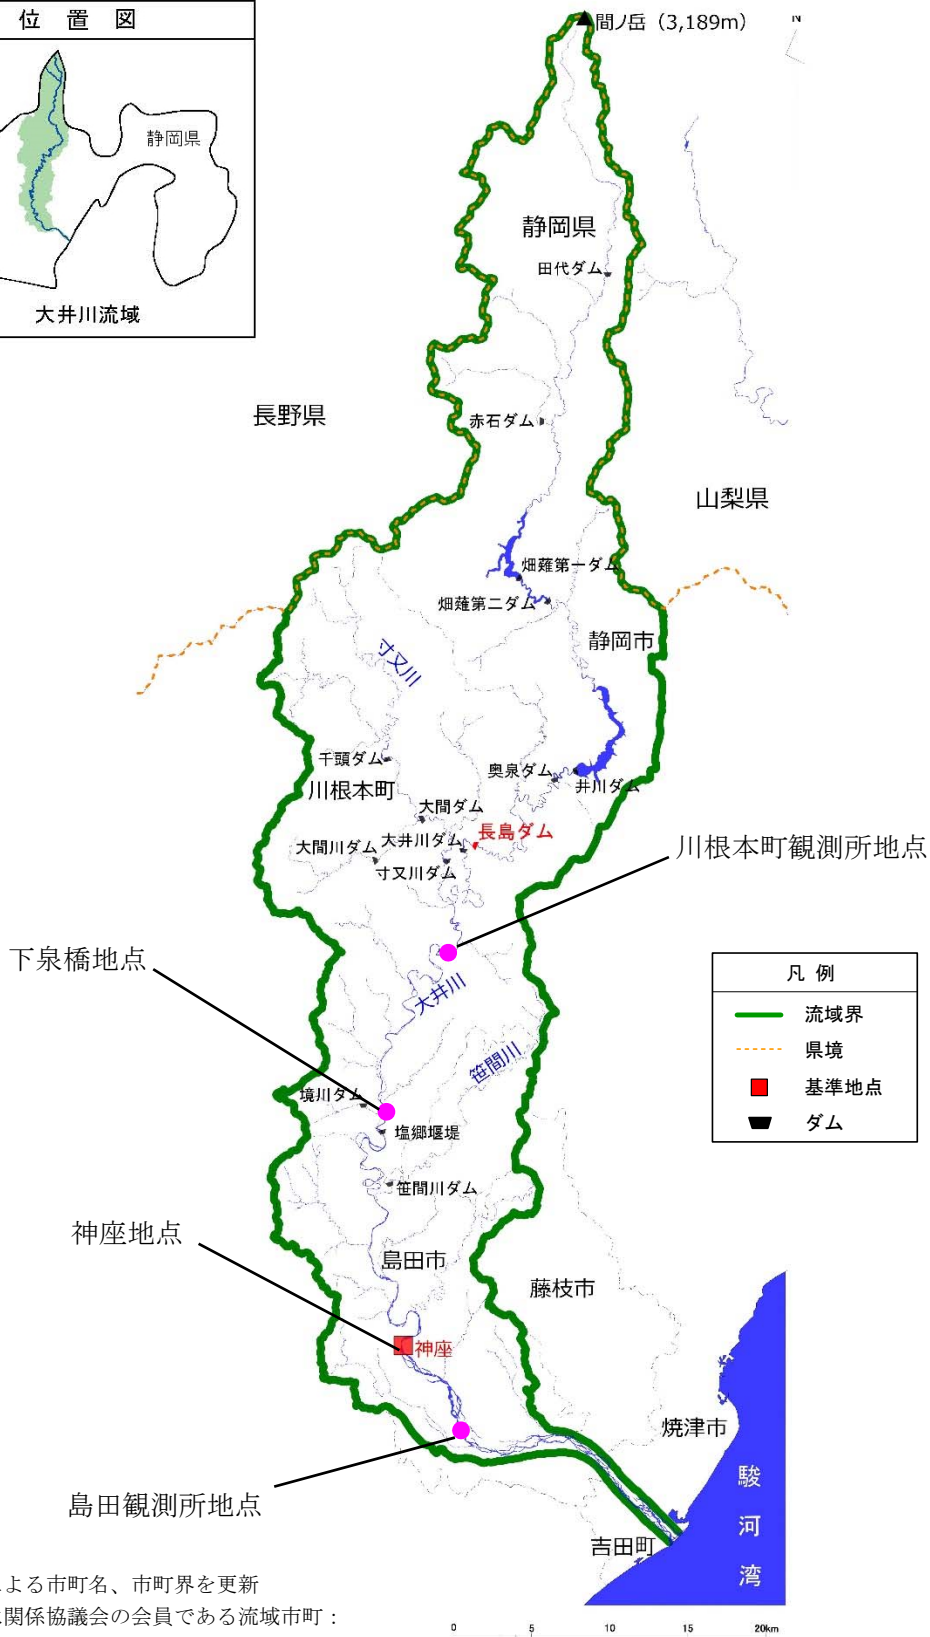 位 置 図
静岡県
大井川流域
間ノ岳（3,189m）
N
静岡県
田代ダム
長野県
赤石ダム
山梨県
畑薙第一ダム
畑薙第二ダム
静岡市
寸又川
千頭ダム
川根本町
奥泉ダム
井川ダム
大間ダム
長島ダム
大井川ダム
大間川ダム
寸又川ダム
川根本町観測所地点
下泉橋地点
大井川
笹間川
凡 例
流域界
県境
基準地点
ダム
境川ダム
塩郷堰堤
笹間川ダム
神座地点
島田市
藤枝市
神座
焼津市
島田観測所地点
駿河湾
吉田町
よる市町名、市町界を更新
関係協議会の会員である流域市町：
0 5 10 15 20km